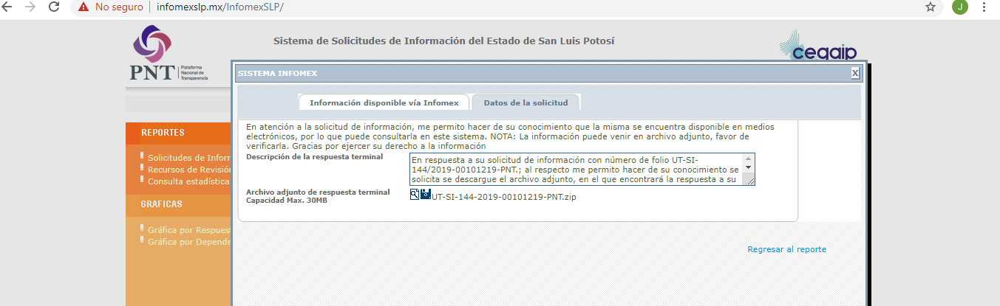 No seguro
infomexslp.mx/InfomexSLP/
J
PNT
Plataforma
Nacional de
Transparencia
Sistema de Solicitudes de Información del Estado de San Luis Potosí
cegaip
SISTEMA INFOMEX
X
Información disponible vía Infomex
Datos de la solicitud
REPORTES
Solicitudes de Inform
Recursos de Revisión
Consulta estadística
GRAFICAS
Gráfica por Respues
Gráfica por Depende
En atención a la solicitud de información, me permito hacer de su conocimiento que la misma se encuentra disponible en medios
electrónicos, por lo que puede consultarla en este sistema. NOTA: La información puede venir en archivo adjunto, favor de
verificarla. Gracias por ejercer su derecho a la información
Descripción de la respuesta terminal
En respuesta a su solicitud de información con número de folio UT-SI-
144/2019-00101219-PNT.; al respecto me permito hacer de su conocimiento se
solicita se descargue el archivo adjunto, en el que encontrará la respuesta a su
Archivo adjunto de respuesta terminal
Capacidad Max. 30MB
UT-SI-144-2019-00101219-PNT.zip
Regresar al reporte